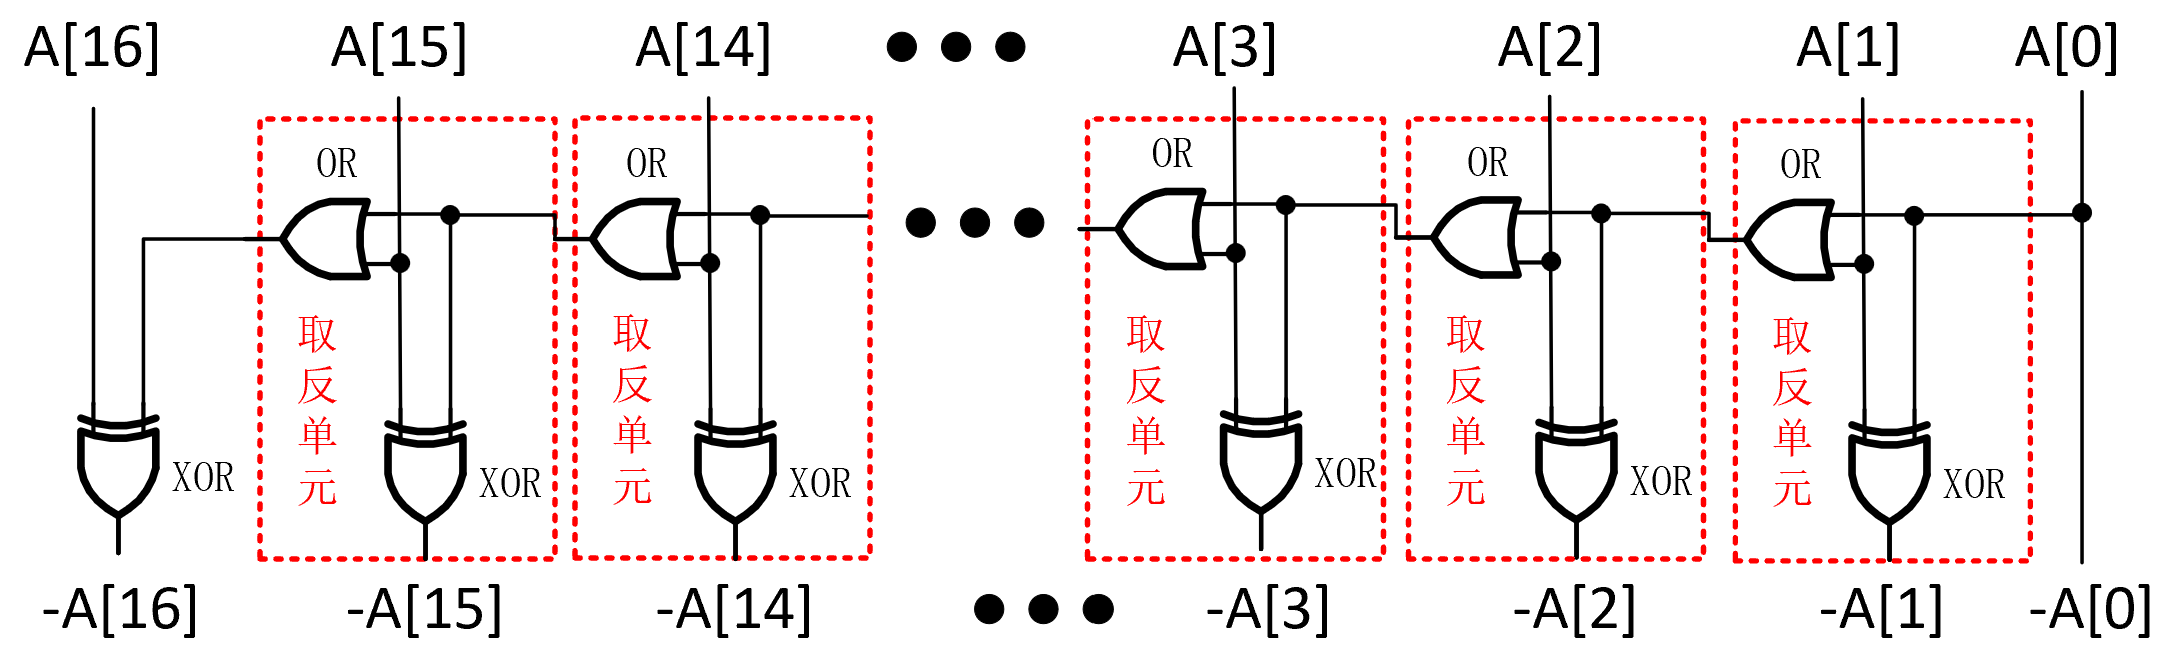 A[16] A[15] A[14] ●●● A[3] A[2] A[1] A[0]
OR OR OR OR OR
取反单元 取反单元 ●●● 取反单元 取反单元 取反单元
XOR XOR XOR XOR XOR XOR
-A[16] -A[15] -A[14] ●●● -A[3] -A[2] -A[1] -A[0]